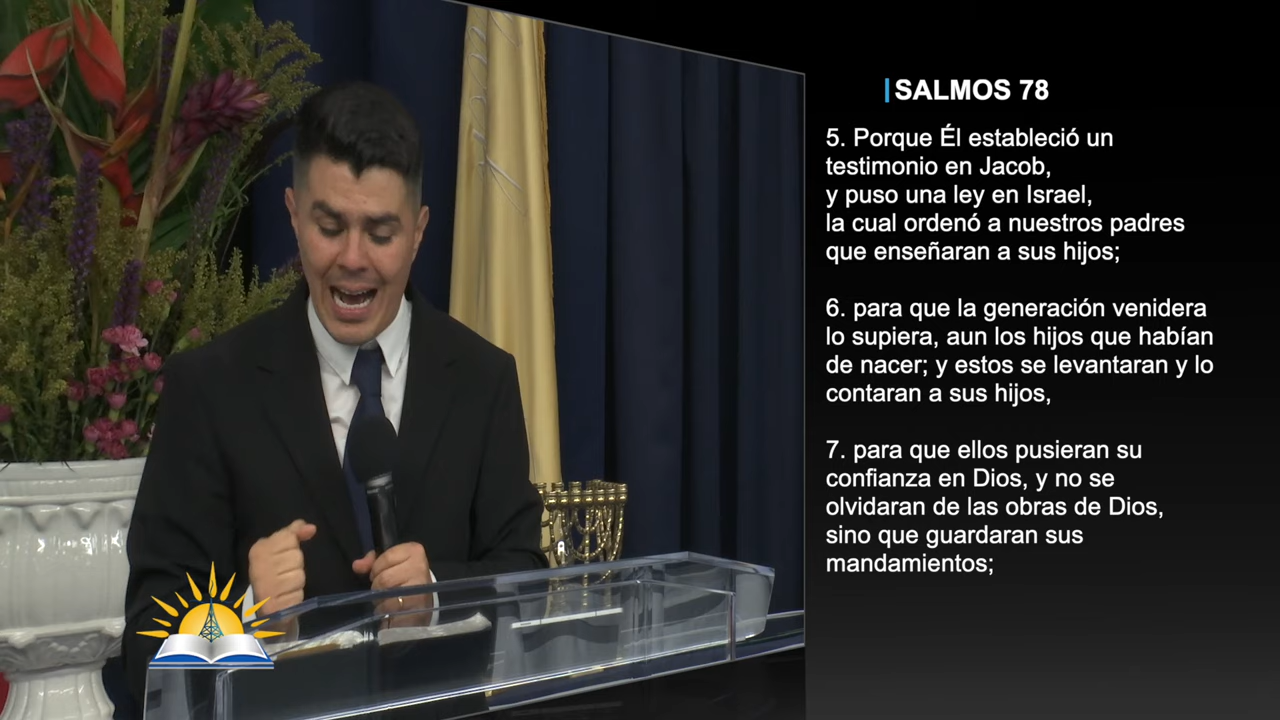 SALMOS 78
5. Porque Él estableció un
testimonio en Jacob,
y puso una ley en Israel,
la cual ordenó a nuestros padres
que enseñaran a sus hijos;
6. para que la generación venidera
lo supiera, aun los hijos que habían
de nacer; y estos se levantaran y lo
contaran a sus hijos,
7. para que ellos pusieran su
confianza en Dios, y no se
olvidaran de las obras de Dios,
sino que guardaran sus
mandamientos;